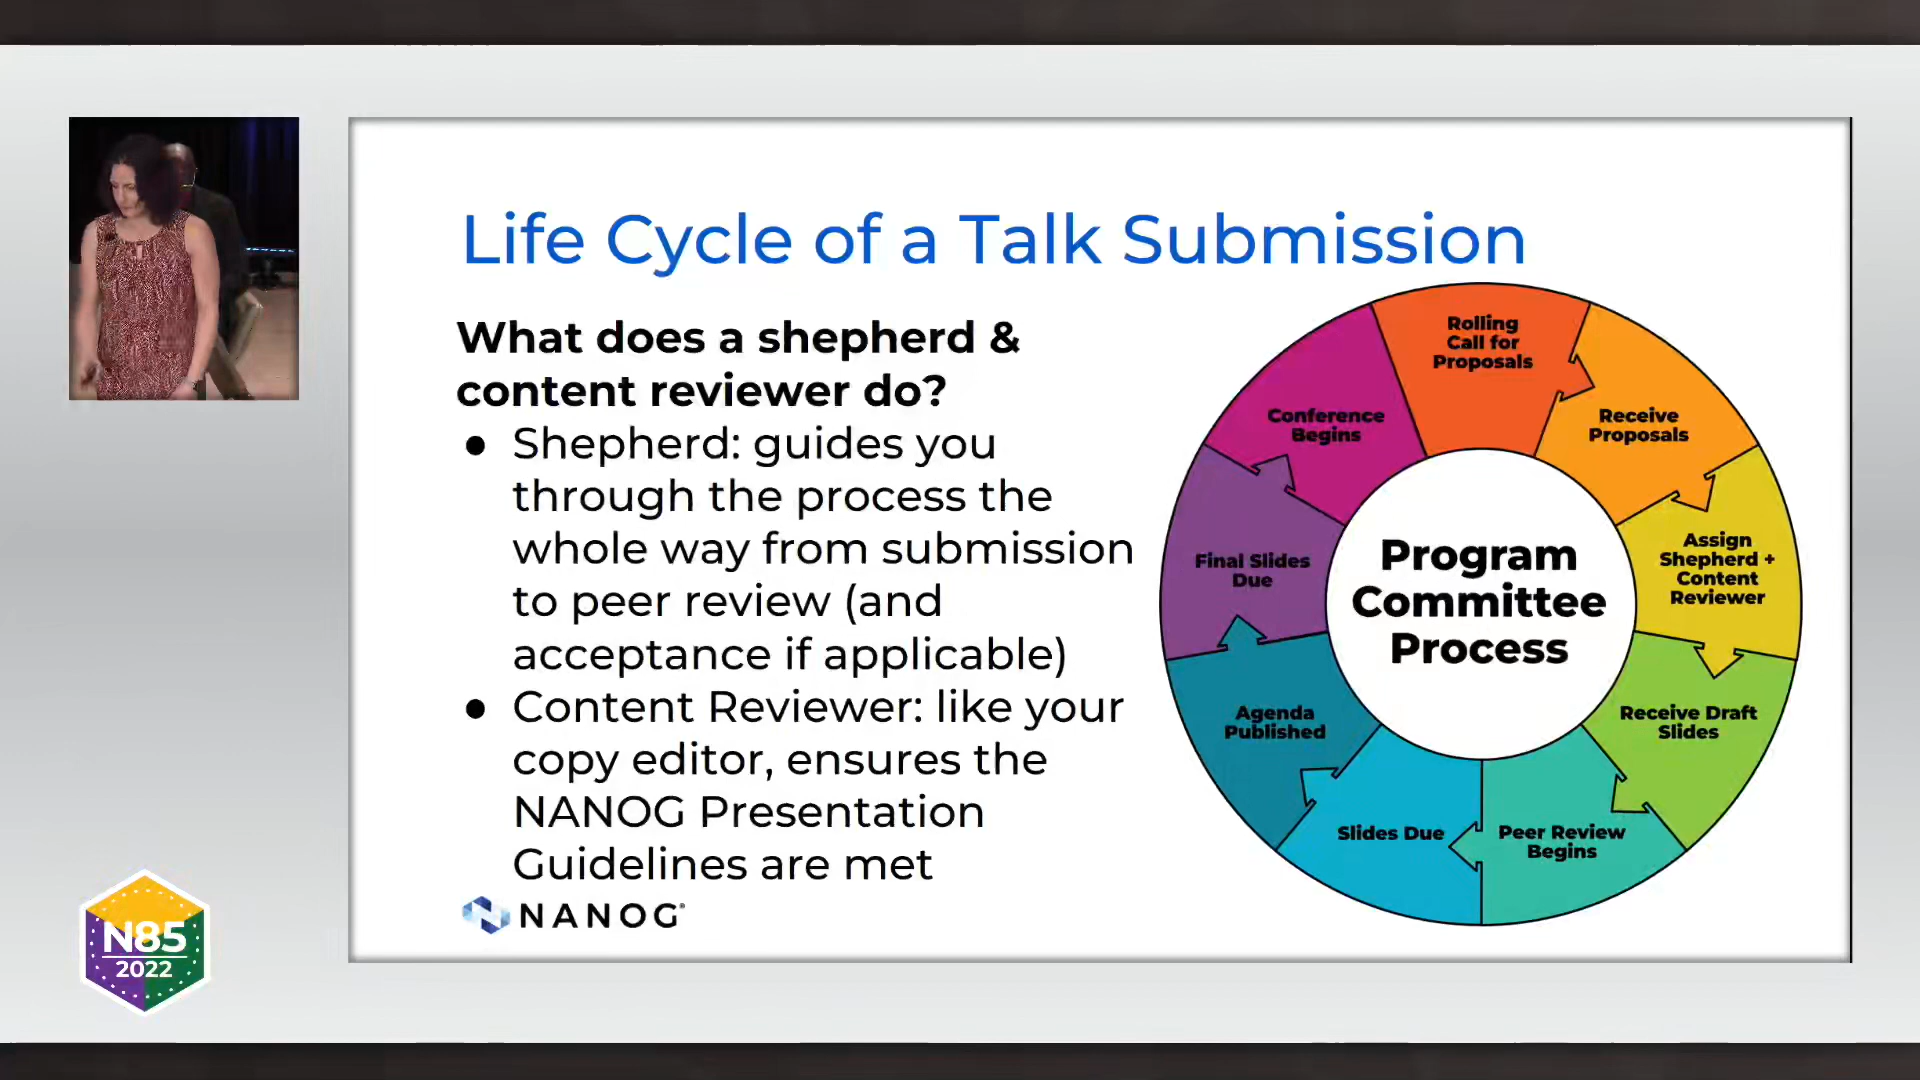 Life Cycle of a Talk Submission
What does a shepherd &
content reviewer do?
● Shepherd: guides you
through the process the
whole way from submission
to peer review (and
acceptance if applicable)
● Content Reviewer: like your
copy editor, ensures the
NANOG Presentation
Guidelines are met
NANOG®
Program
Committee
Process
Rolling
Call for
Proposals
Receive
Proposals
Assign
Shepherd +
Content
Reviewer
Receive Draft
Slides
Peer Review
Begins
Slides Due
Agenda
Published
Final Slides
Due
Conference
Begins
N85
2022